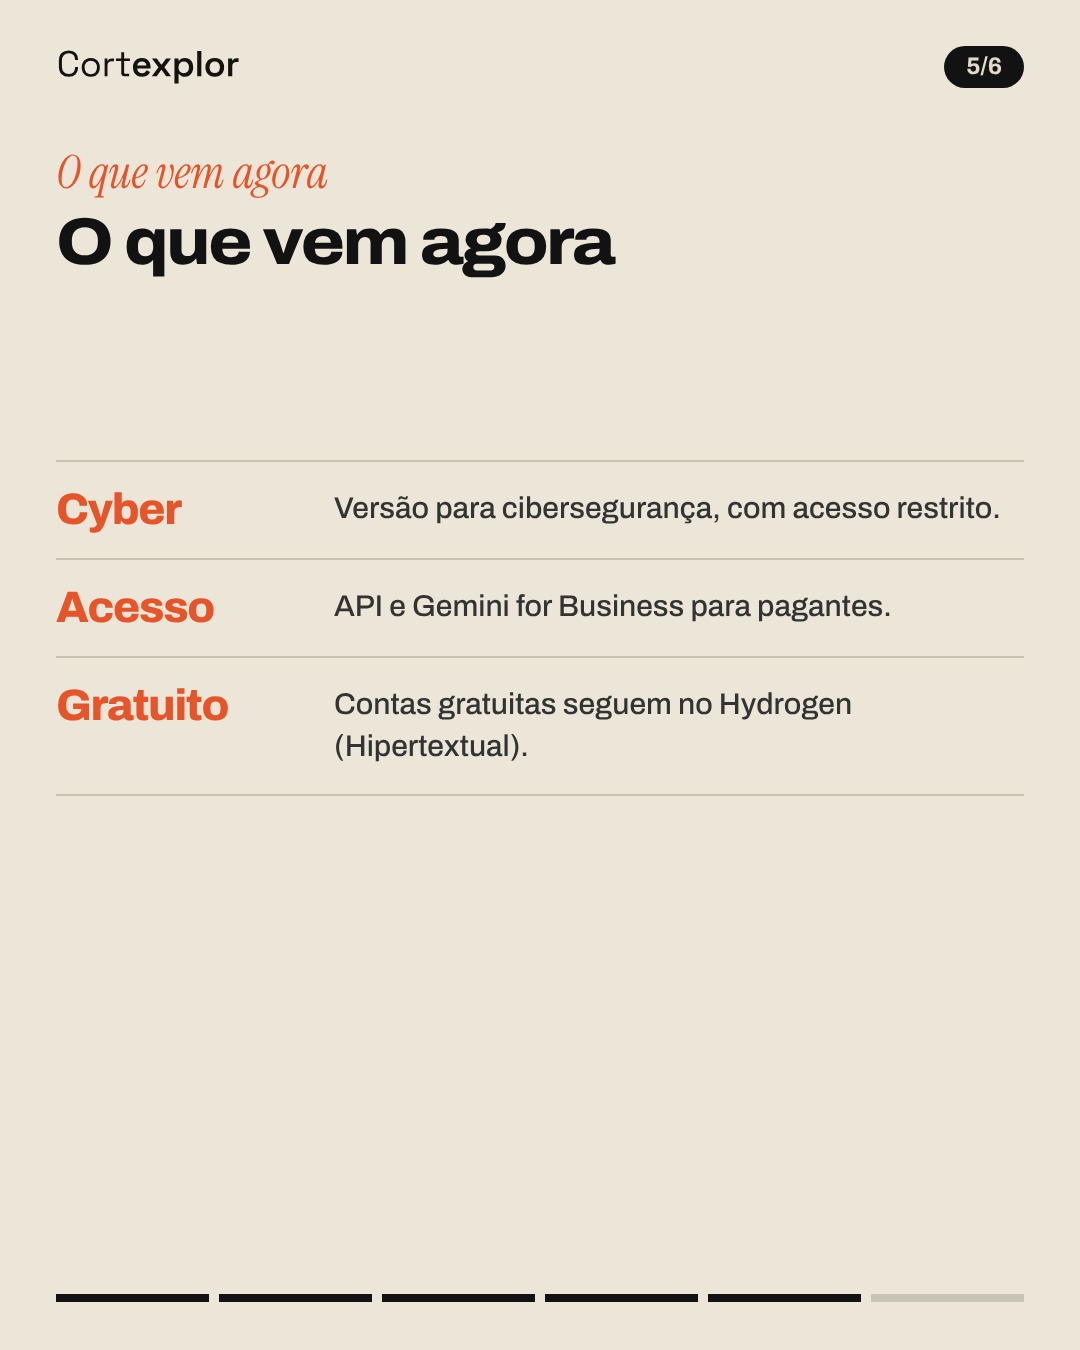 Cortexplor
5/6
O que vem agora
O que vem agora
Cyber
Versão para cibersegurança, com acesso restrito.
Acesso
API e Gemini for Business para pagantes.
Gratuito
Contas gratuitas seguem no Hydrogen
(Hipertextual).